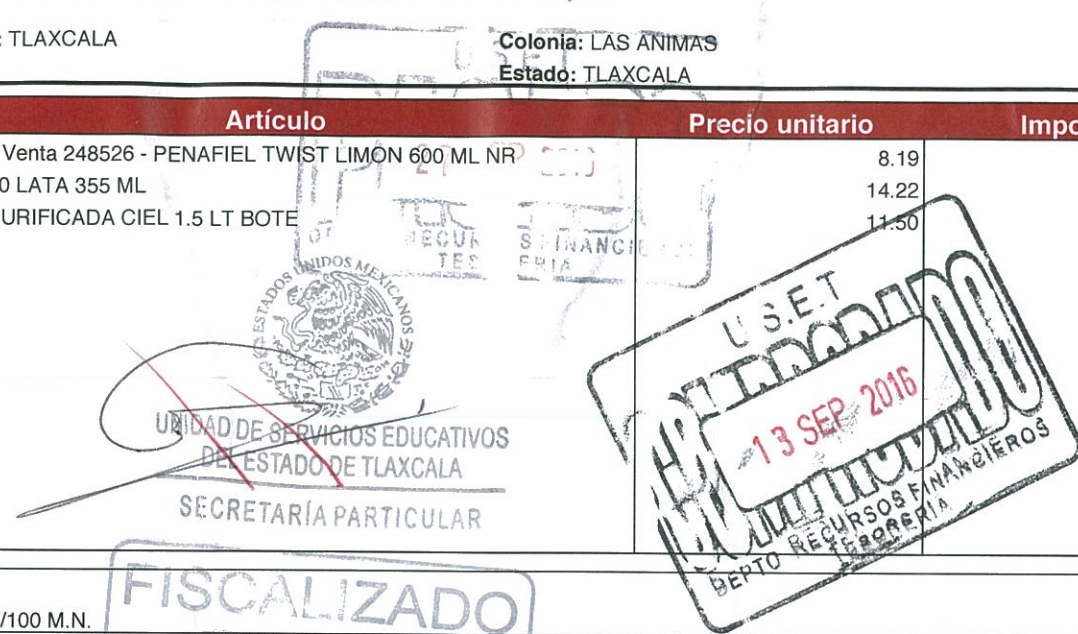 : TLAXCALA
Colonia: LAS ANIMAS
Estado: TLAXCALA
Artículo Precio unitario Impo
Venta 248526 - PENAFIEL TWIST LIMON 600 ML NR 8.19
0 LATA 355 ML 14.22
URIFICADA CIEL 1.5 LT BOTE 11.50
ESTADOS UNIDOS MEXICANOS
UNIDAD DE SERVICIOS EDUCATIVOS
DEL ESTADO DE TLAXCALA
SECRETARÍA PARTICULAR
U.S.E.T
13 SEP 2016
DEPTO RECURSOS FINANCIEROS
TESORERIA
FISCALIZADO
/100 M.N.